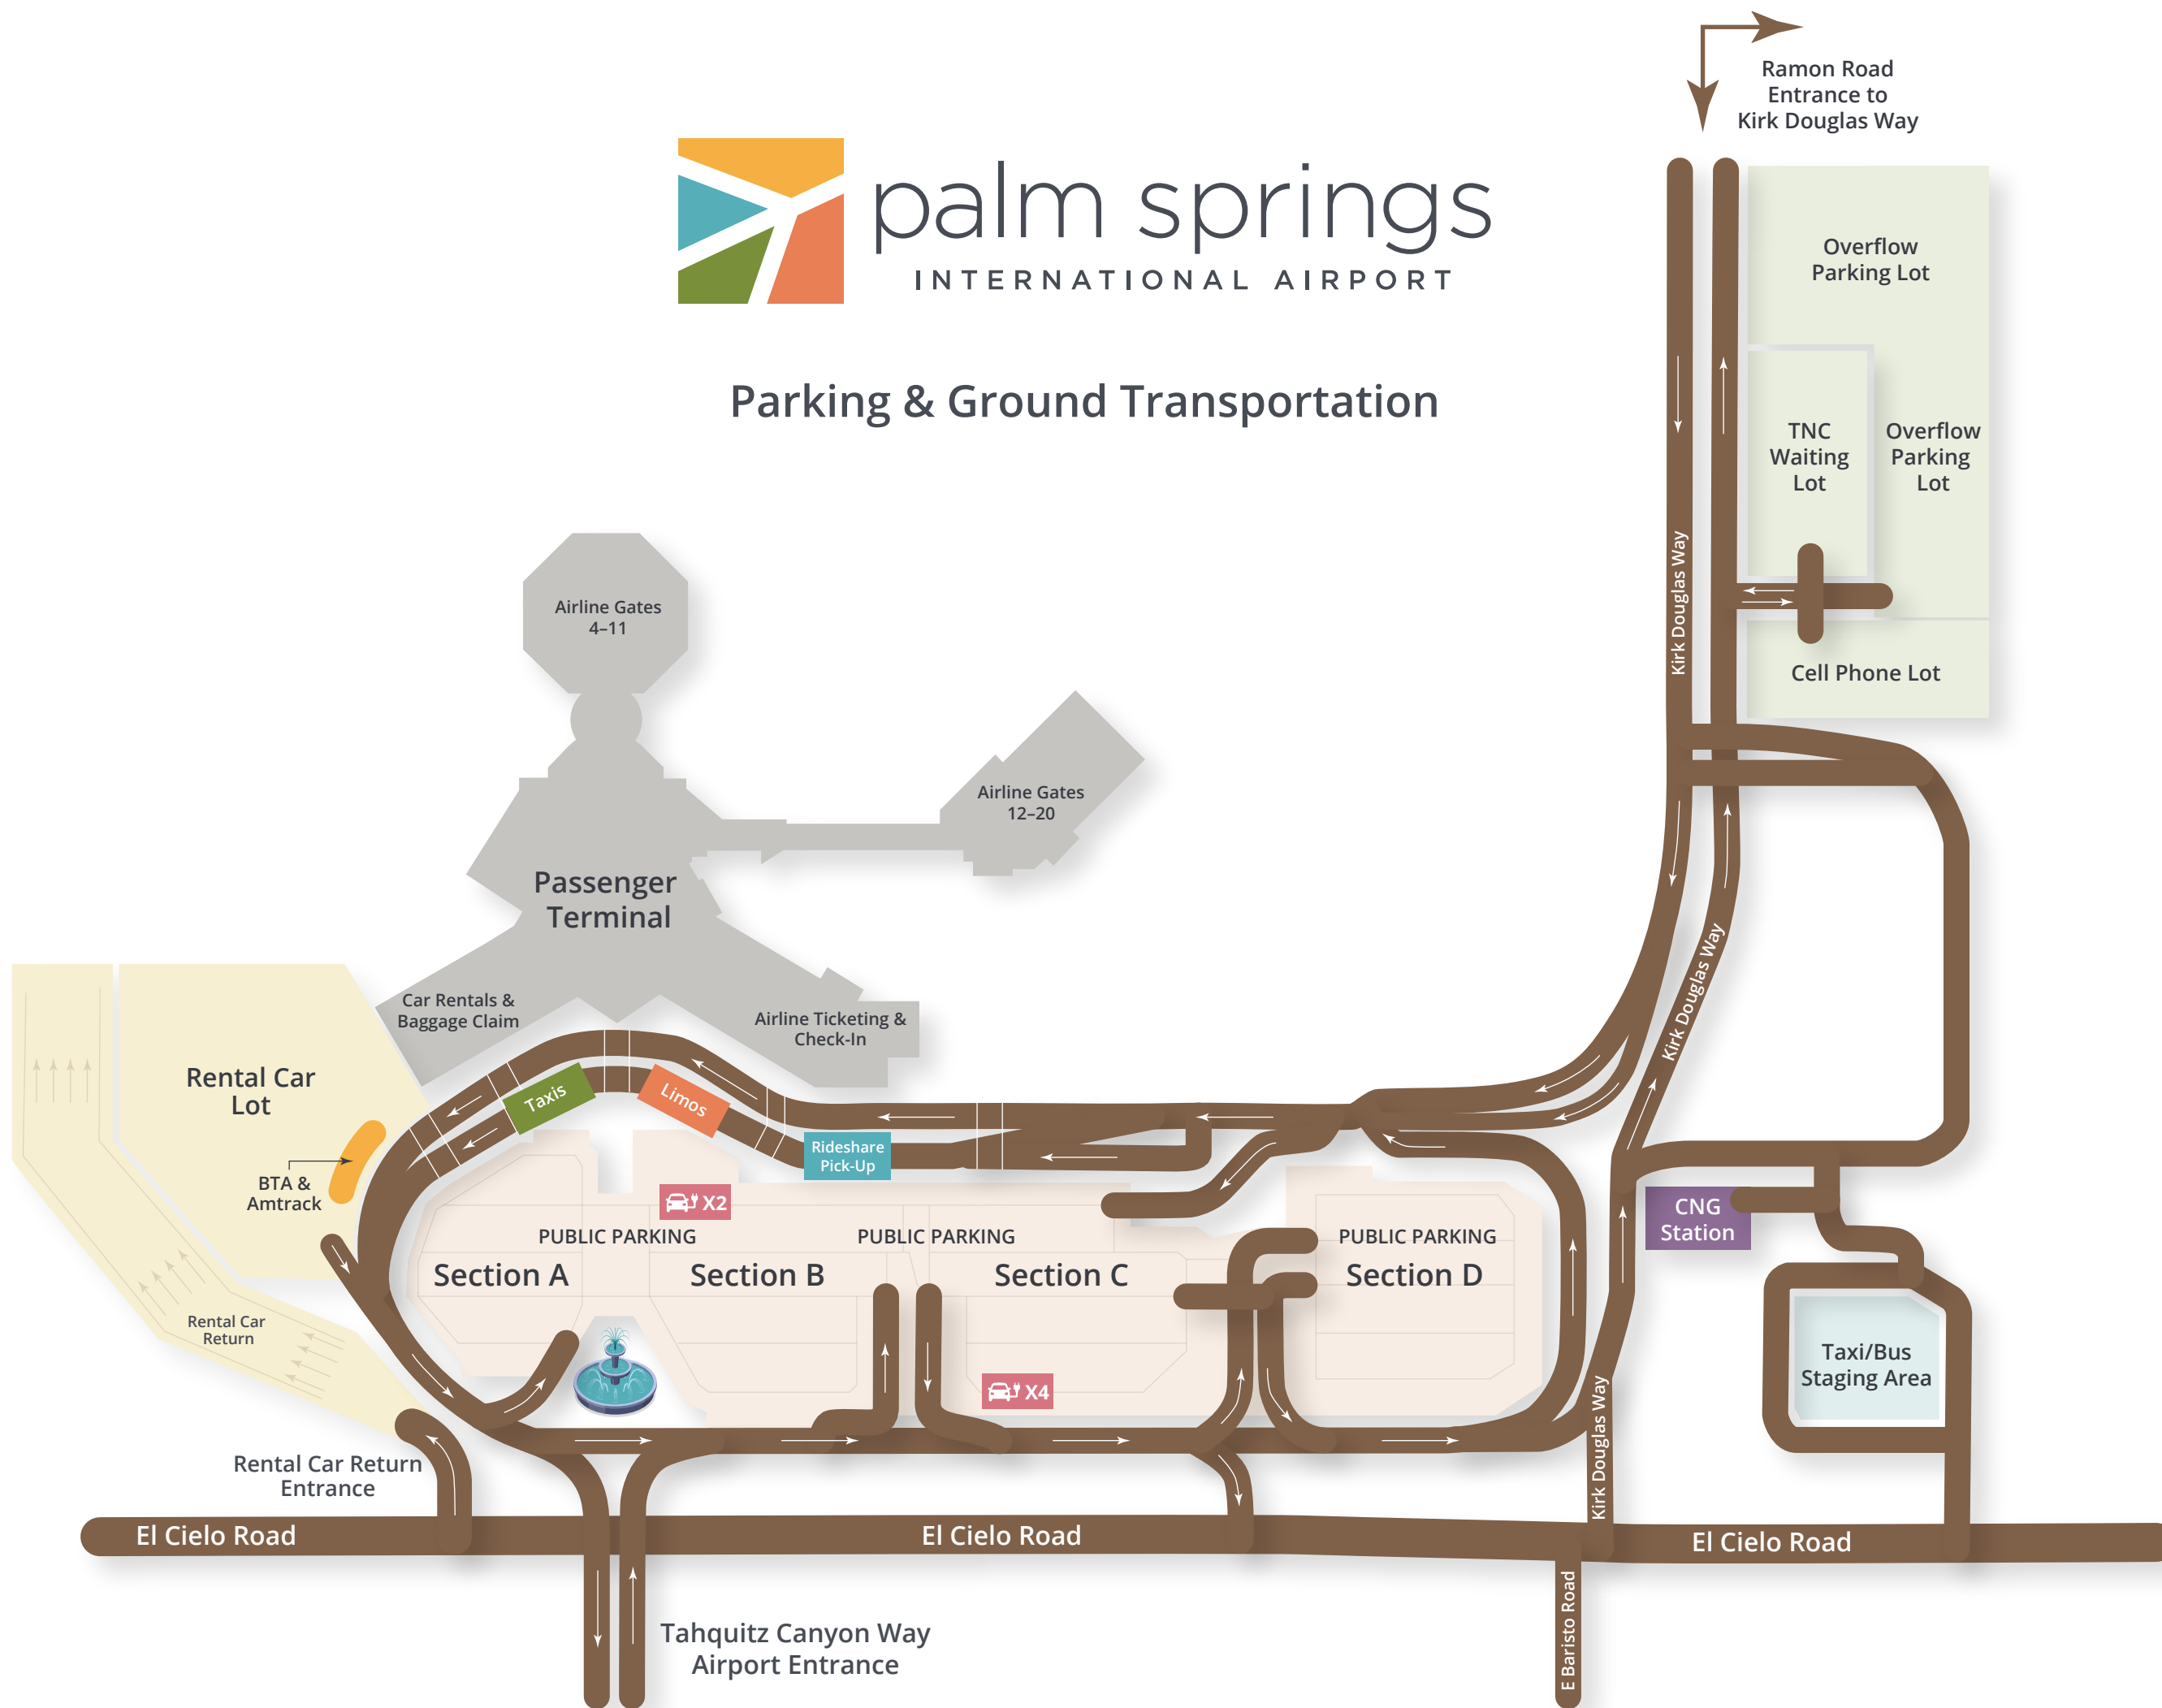 Ramon Road
Entrance to
Kirk Douglas Way
palm springs
INTERNATIONAL AIRPORT
Parking & Ground Transportation
Overflow
Parking Lot
TNC
Waiting
Lot
Overflow
Parking
Lot
Kirk Douglas Way
Cell Phone Lot
Airline Gates
4–11
Airline Gates
12–20
Passenger
Terminal
Kirk Douglas Way
Car Rentals &
Baggage Claim
Airline Ticketing &
Check-In
Rental Car
Lot
Taxis
Limos
Rideshare
Pick-Up
BTA &
Amtrack
X2
CNG
Station
PUBLIC PARKING
PUBLIC PARKING
PUBLIC PARKING
Section A
Section B
Section C
Section D
Rental Car
Return
Taxi/Bus
Staging Area
X4
Kirk Douglas Way
Rental Car Return
Entrance
El Cielo Road
El Cielo Road
El Cielo Road
E Baristo Road
Tahquitz Canyon Way
Airport Entrance